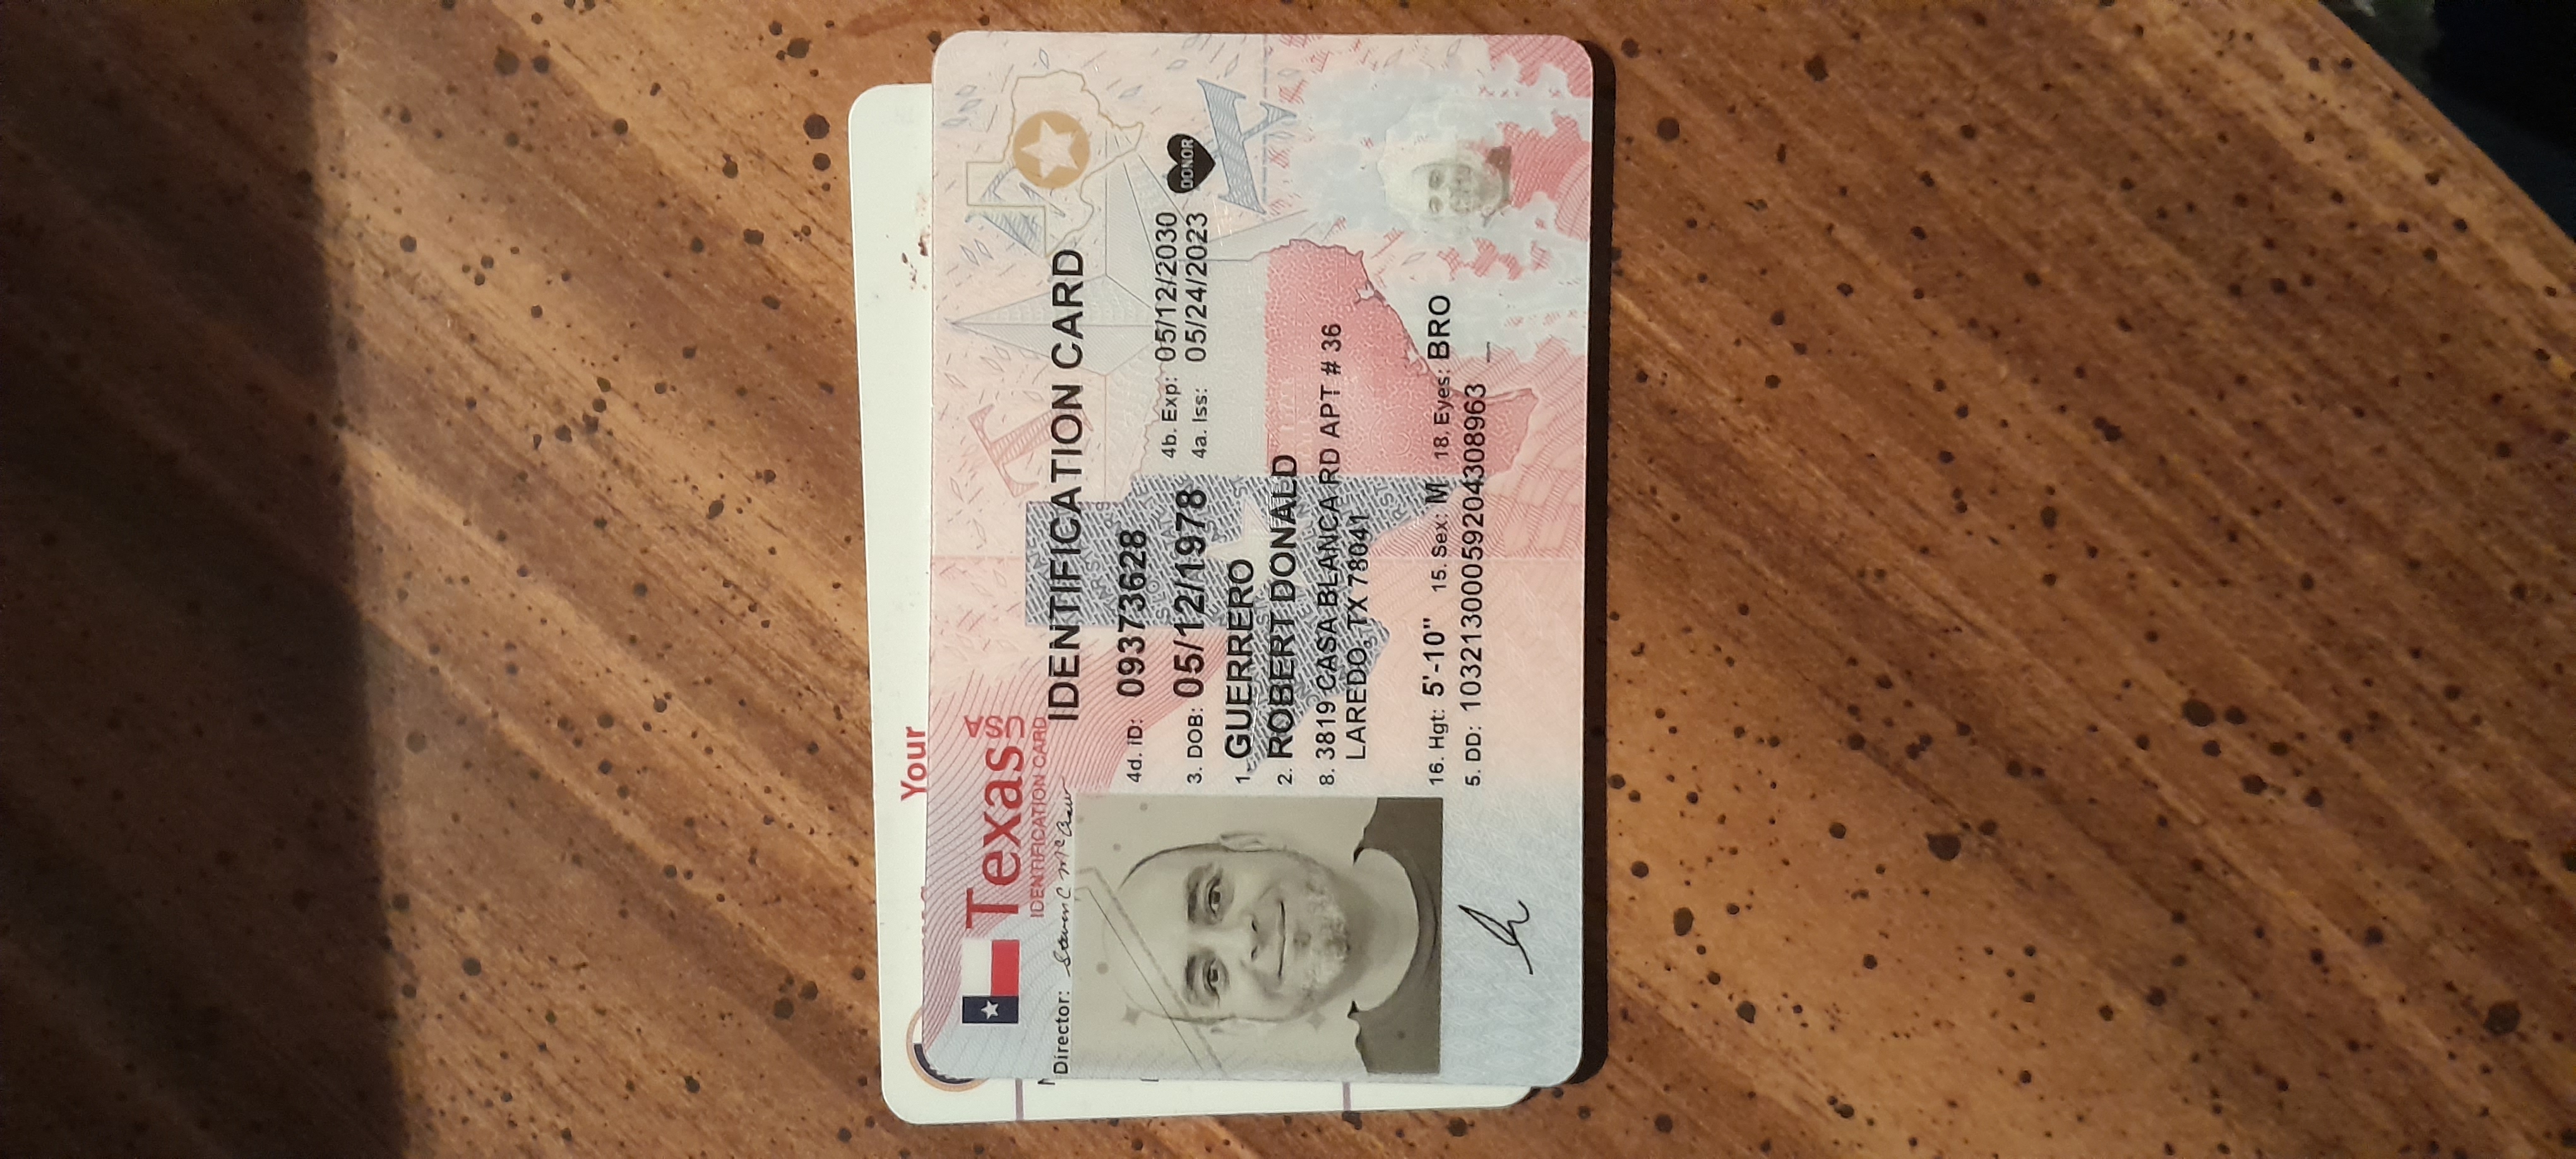 Your
Texas USA
IDENTIFICATION CARD
IDENTIFICATION CARD
Director: Steven C McCraw
4d. ID: 09373628
4b. Exp: 05/12/2030
3. DOB: 05/12/1978
4a. Iss: 05/24/2023
DONOR
1. GUERRERO
2. ROBERT DONALD
8. 3819 CASA BLANCA RD APT # 36
LAREDO, TX 78041
16. Hgt: 5'-10" 15. Sex: M 18. Eyes: BRO
5. DD: 10321300059204308963